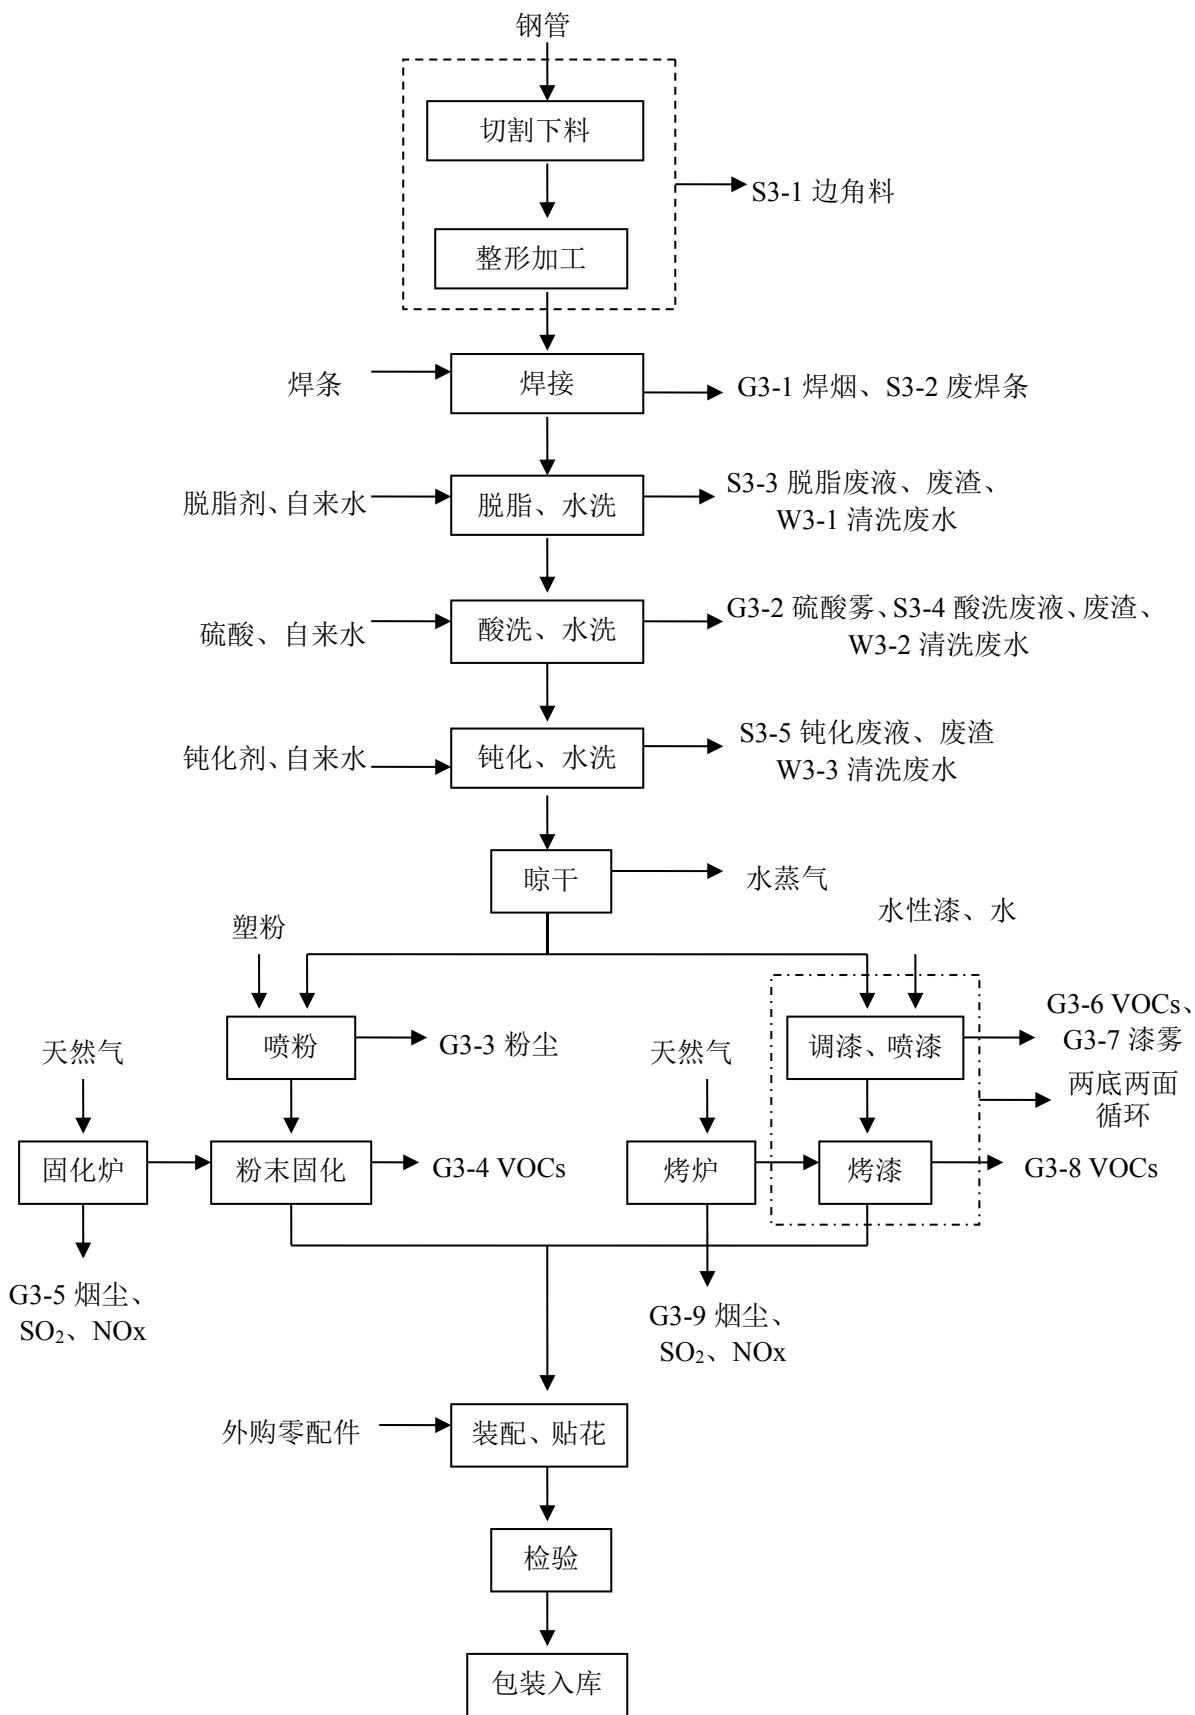 钢管
切割下料
S3-1 边角料
整形加工
焊条
焊接
G3-1 焊烟、S3-2 废焊条
脱脂剂、自来水
脱脂、水洗
S3-3 脱脂废液、废渣、
W3-1 清洗废水
硫酸、自来水
酸洗、水洗
G3-2 硫酸雾、S3-4 酸洗废液、废渣、
W3-2 清洗废水
钝化剂、自来水
钝化、水洗
S3-5 钝化废液、废渣
W3-3 清洗废水
晾干
水蒸气
塑粉
水性漆、水
喷粉
G3-3 粉尘
调漆、喷漆
G3-6 VOCs、
G3-7 漆雾
天然气
天然气
两底两面
循环
固化炉
粉末固化
G3-4 VOCs
烤炉
烤漆
G3-8 VOCs
G3-5 烟尘、
SO₂、NOx
G3-9 烟尘、
SO₂、NOx
外购零配件
装配、贴花
检验
包装入库